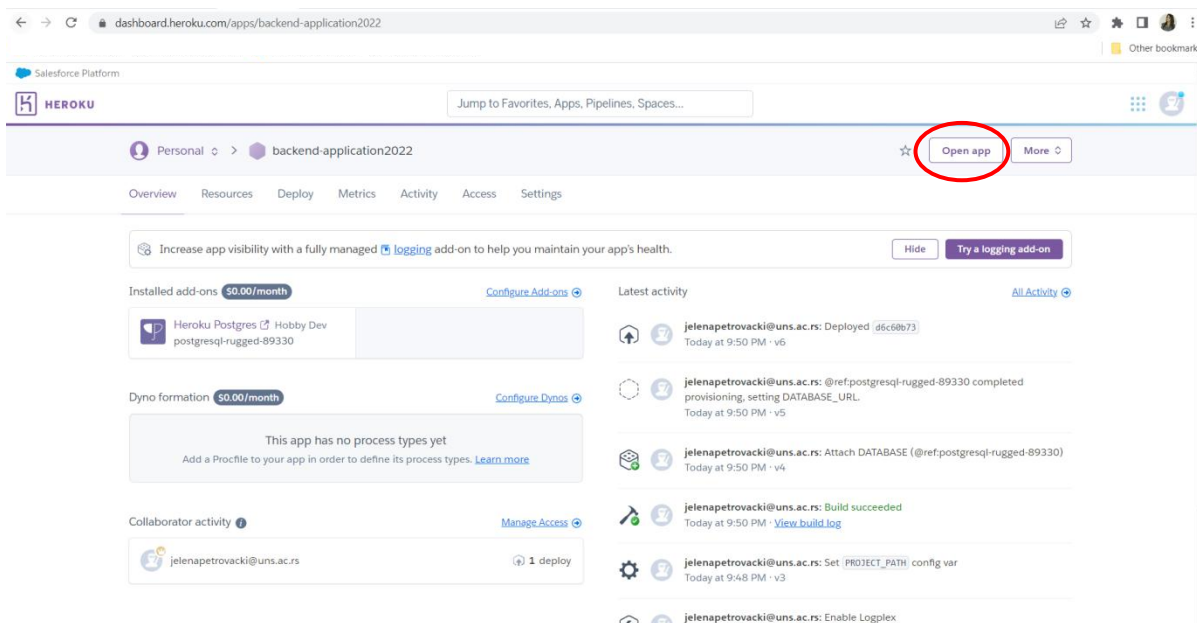 dashboard.heroku.com/apps/backend-application2022
Other bookmark
Salesforce Platform
HEROKU
Jump to Favorites, Apps, Pipelines, Spaces...
Personal > backend-application2022
Open app
More
Overview Resources Deploy Metrics Activity Access Settings
Increase app visibility with a fully managed logging add-on to help you maintain your app's health.
Hide
Try a logging add-on
Installed add-ons $0.00/month
Configure Add-ons
Heroku Postgres Hobby Dev
postgresql-rugged-89330
Dyno formation $0.00/month
Configure Dynos
This app has no process types yet
Add a Procfile to your app in order to define its process types. Learn more
Collaborator activity
Manage Access
jelenapetrovacki@uns.ac.rs
1 deploy
Latest activity
All Activity
jelenapetrovacki@uns.ac.rs: Deployed d6c60b73
Today at 9:50 PM · v6
jelenapetrovacki@uns.ac.rs: @ref:postgresql-rugged-89330 completed
provisioning, setting DATABASE_URL.
Today at 9:50 PM · v5
jelenapetrovacki@uns.ac.rs: Attach DATABASE (@ref:postgresql-rugged-89330)
Today at 9:50 PM · v4
jelenapetrovacki@uns.ac.rs: Build succeeded
Today at 9:50 PM · View build log
jelenapetrovacki@uns.ac.rs: Set PROJECT_PATH config var
Today at 9:48 PM · v3
jelenapetrovacki@uns.ac.rs: Enable Logplex